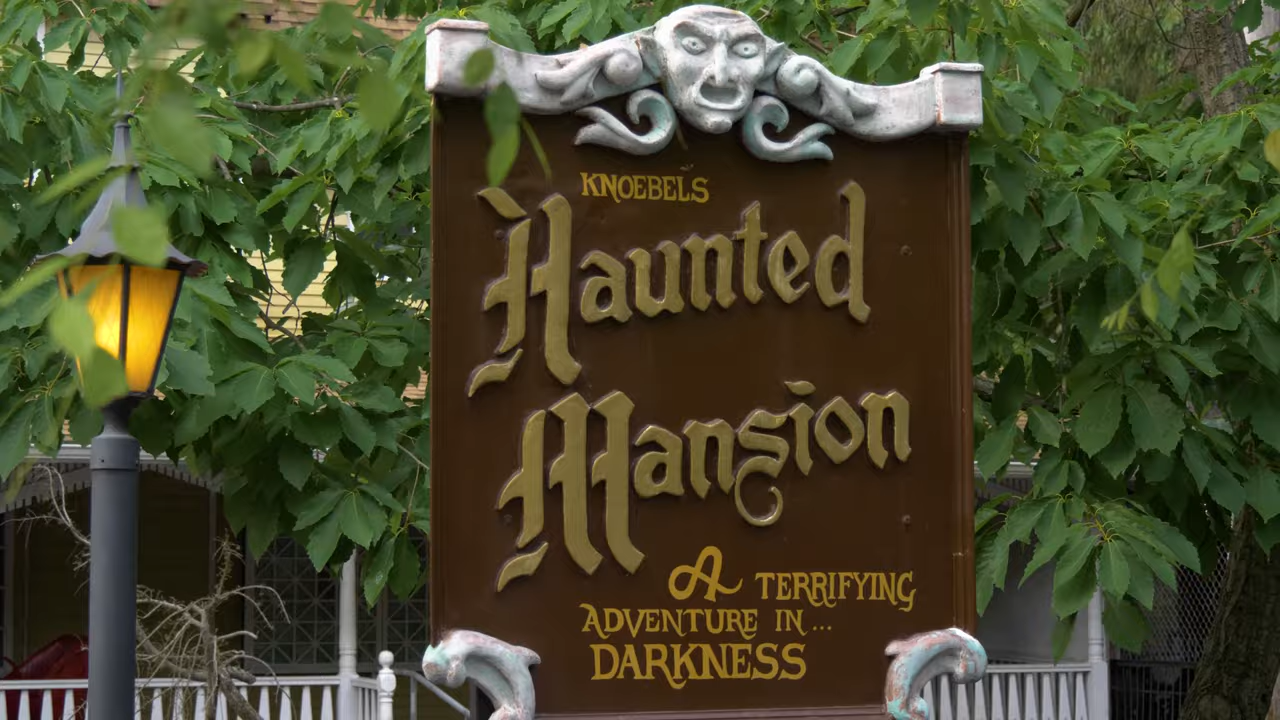 KNOEBELS
Haunted
Mansion
A TERRIFYING
ADVENTURE IN...
DARKNESS